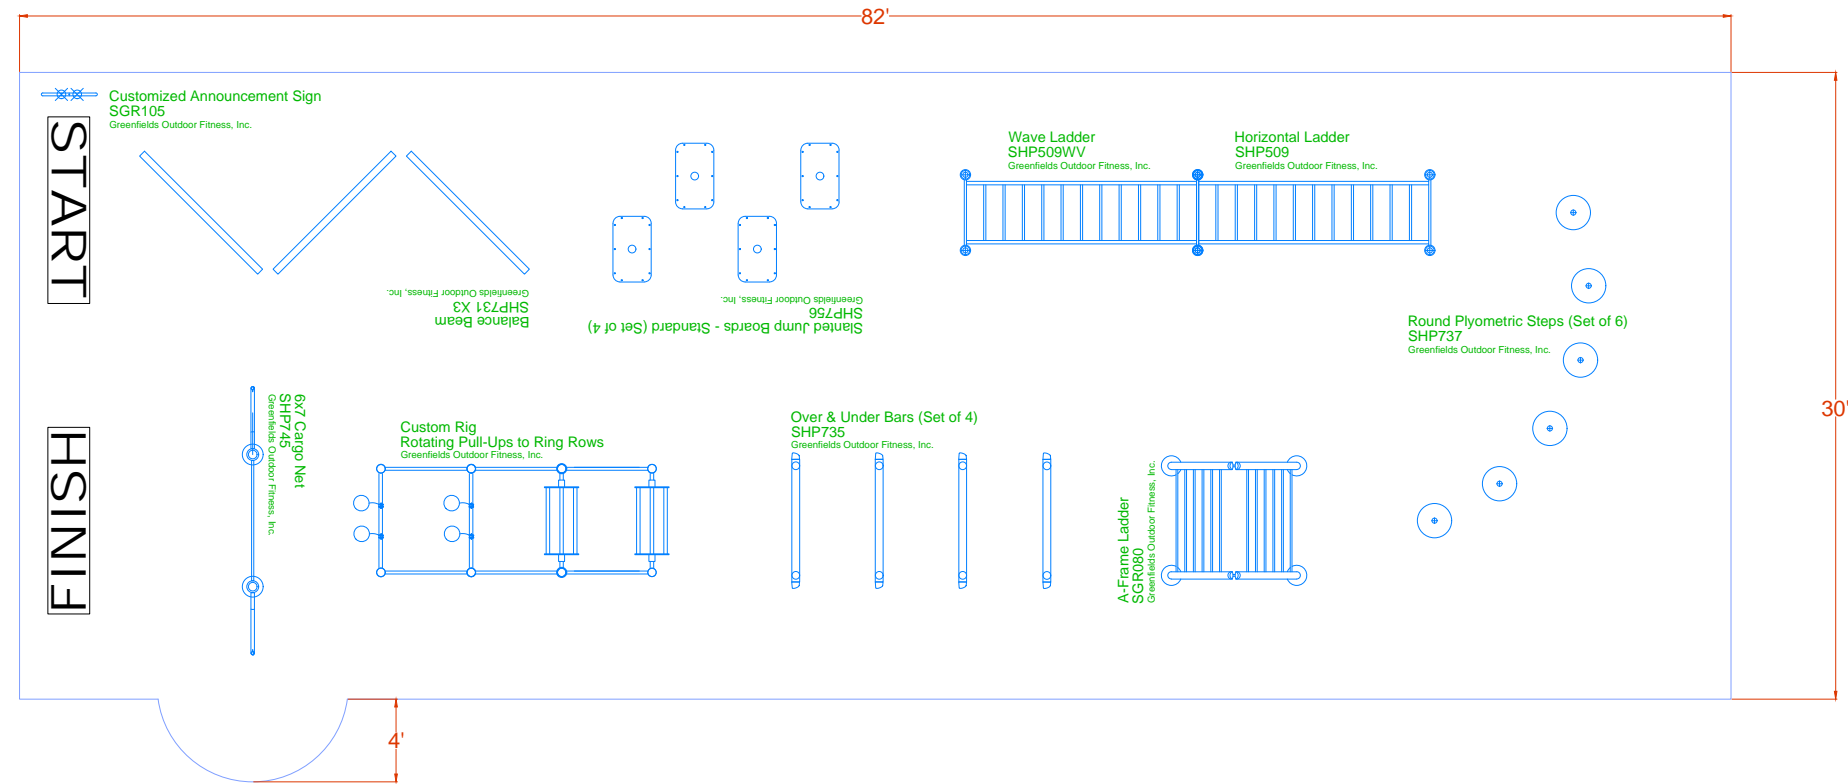 82'
Customized Announcement Sign
SGR105
Greenfields Outdoor Fitness, Inc.
START
Balance Beam
SHP731 X3
Greenfields Outdoor Fitness, Inc.
Slanted Jump Boards - Standard (Set of 4)
SHP756
Greenfields Outdoor Fitness, Inc.
Wave Ladder
SHP509WV
Greenfields Outdoor Fitness, Inc.
Horizontal Ladder
SHP509
Greenfields Outdoor Fitness, Inc.
Round Plyometric Steps (Set of 6)
SHP737
Greenfields Outdoor Fitness, Inc.
30'
A-Frame Ladder
SGR080
Greenfields Outdoor Fitness, Inc.
Over & Under Bars (Set of 4)
SHP735
Greenfields Outdoor Fitness, Inc.
Custom Rig
Rotating Pull-Ups to Ring Rows
Greenfields Outdoor Fitness, Inc.
6x7 Cargo Net
SHP745
Greenfields Outdoor Fitness, Inc.
FINISH
4'